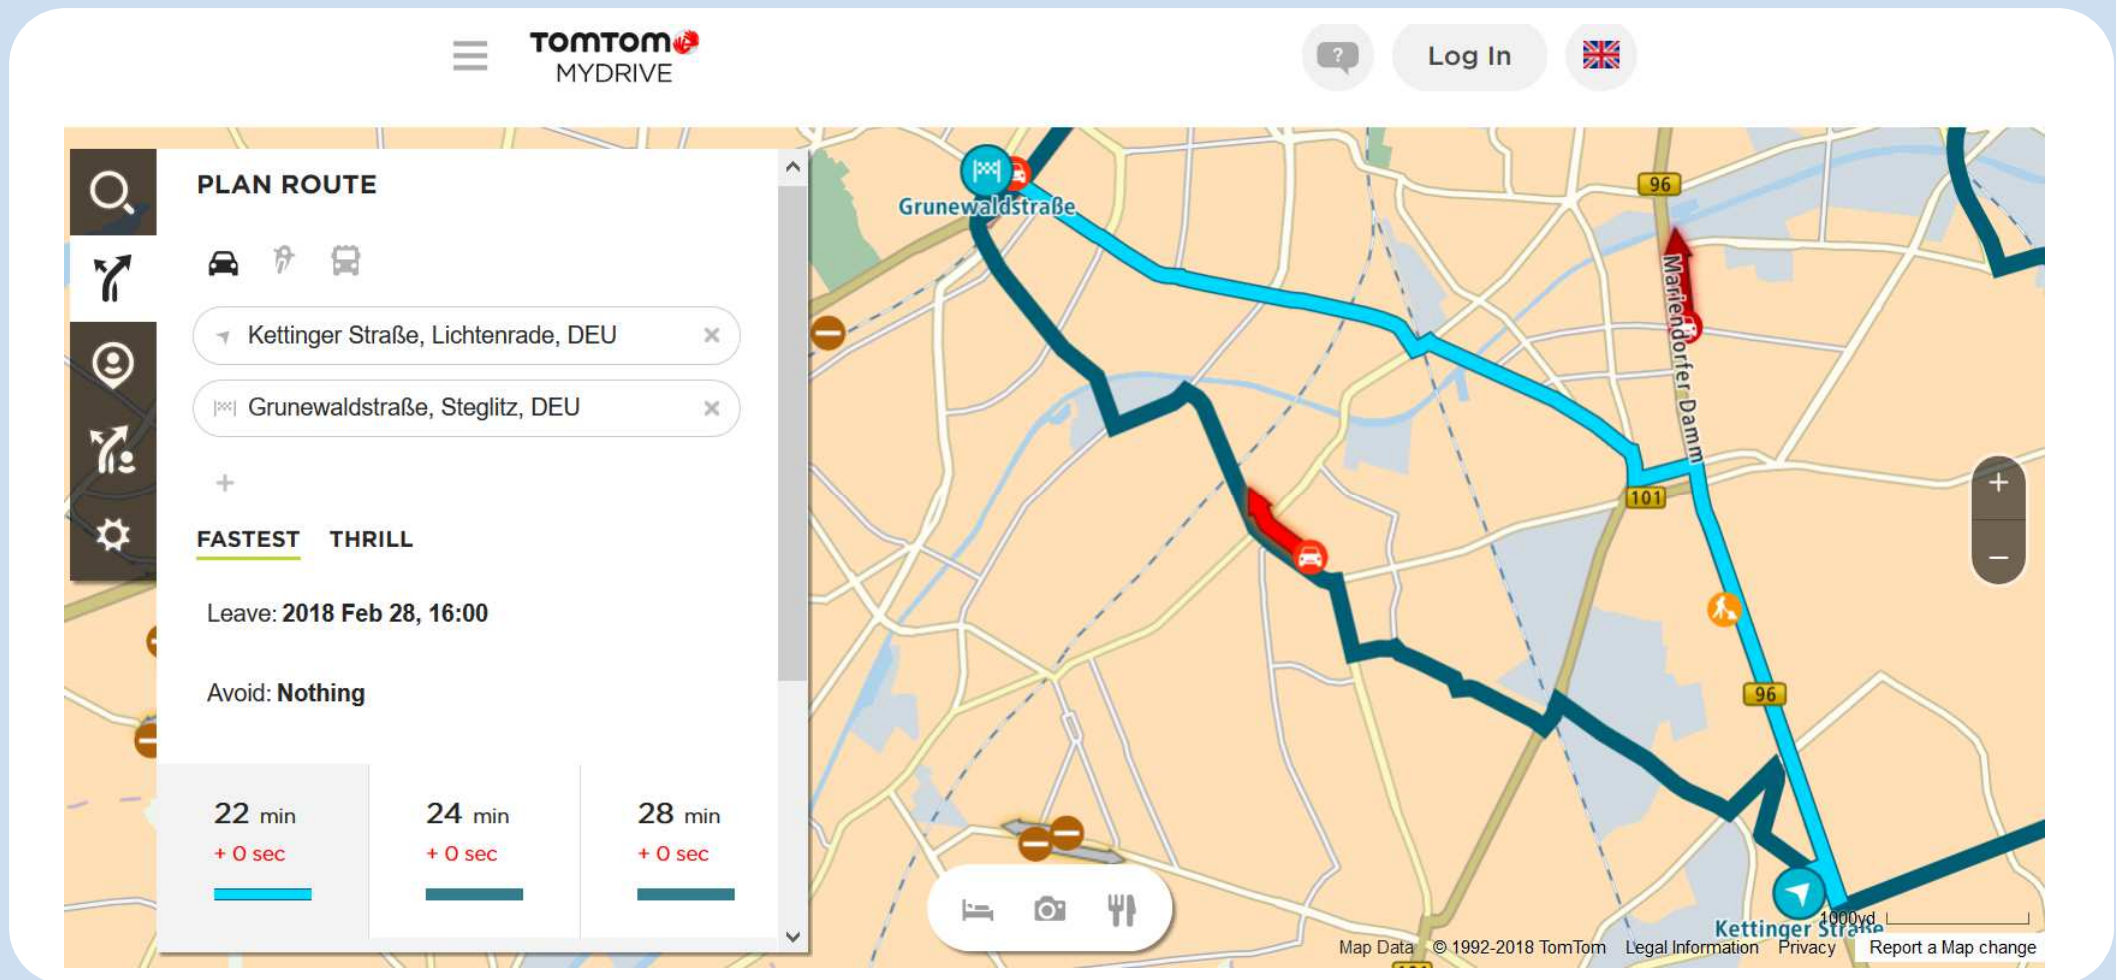 TOMTOM
MYDRIVE
?
Log In
PLAN ROUTE
Kettinger Straße, Lichtenrade, DEU
Grunewaldstraße, Steglitz, DEU
+
FASTEST THRILL
Leave: 2018 Feb 28, 16:00
Avoid: Nothing
22 min
+ 0 sec
24 min
+ 0 sec
28 min
+ 0 sec
Grunewaldstraße
96
Mariendorfer Damm
101
96
+
−
Kettinger Straße
1000yd
Map Data © 1992-2018 TomTom Legal Information Privacy Report a Map change